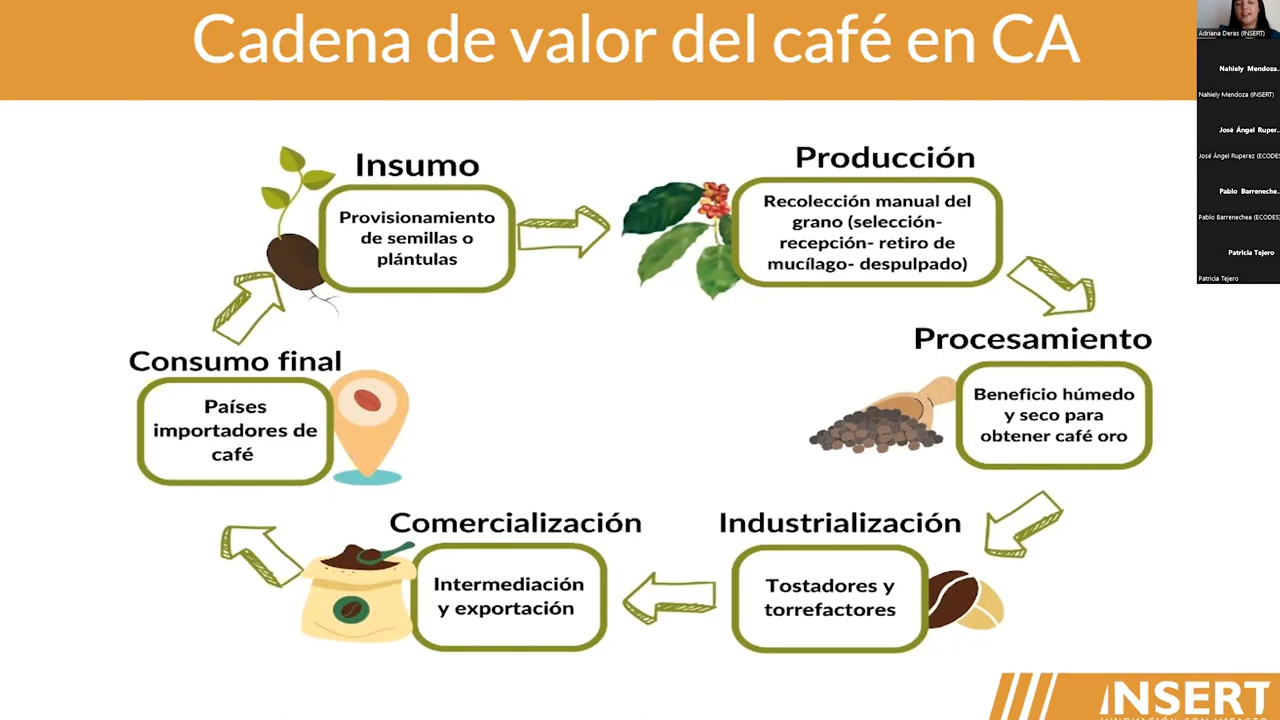 Cadena de valor del café en CA
Insumo
Provisionamiento
de semillas o
plántulas
Producción
Recolección manual del
grano (selección-
recepción- retiro de
mucílago- despulpado)
Procesamiento
Beneficio húmedo
y seco para
obtener café oro
Industrialización
Tostadores y
torrefactores
Comercialización
Intermediación
y exportación
Consumo final
Países
importadores de
café
Adriana Deras (INSERT)
Nahiely Mendoza...
Nahiely Mendoza (INSERT)
José Ángel Ruper...
José Ángel Ruperez (ECODES
Pablo Barreneche...
Pablo Barrenechea (ECODES
Patricia Tejero
Patricia Tejero
INSERT